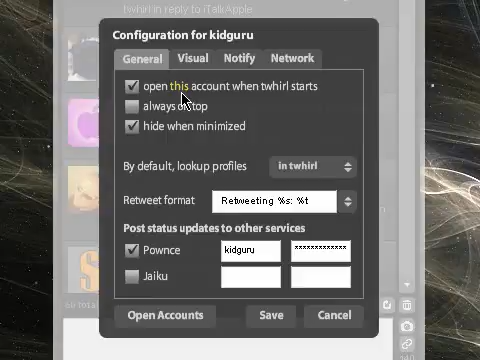 twhirl in reply to iTalkApple
Configuration for kidguru
General Visual Notify Network
open this account when twhirl starts
always on top
hide when minimized
By default, lookup profiles in twhirl
Retweet format Retweeting %s: %t
Post status updates to other services
Pownce kidguru ************
Jaiku
Open Accounts Save Cancel